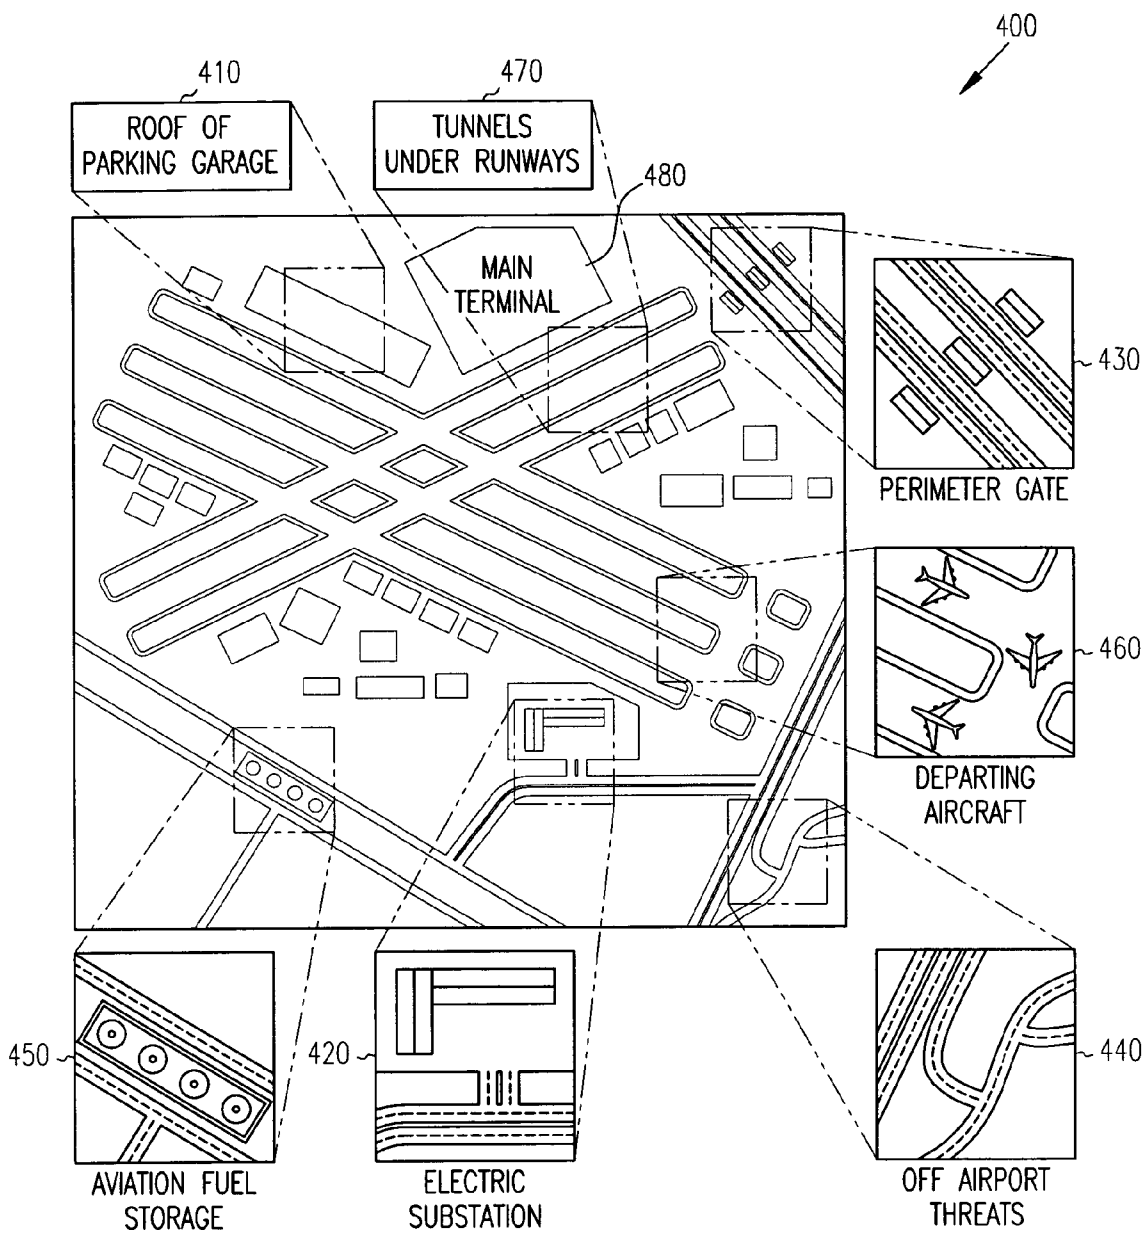 400
410
470
ROOF OF
PARKING GARAGE
TUNNELS
UNDER RUNWAYS
480
MAIN
TERMINAL
430
PERIMETER GATE
460
DEPARTING
AIRCRAFT
450
420
440
AVIATION FUEL
STORAGE
ELECTRIC
SUBSTATION
OFF AIRPORT
THREATS